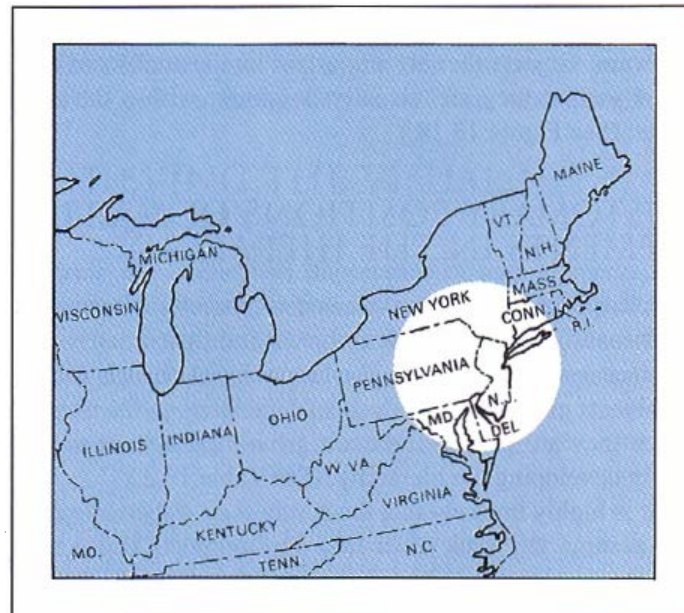 MAINE
VT.
N.H.
MICHIGAN
MASS.
WISCONSIN
NEW YORK
CONN.
R.I.
PENNSYLVANIA
OHIO
N.J.
ILLINOIS
INDIANA
MD.
DEL
W. VA.
VIRGINIA
KENTUCKY
MO.
TENN.
N.C.